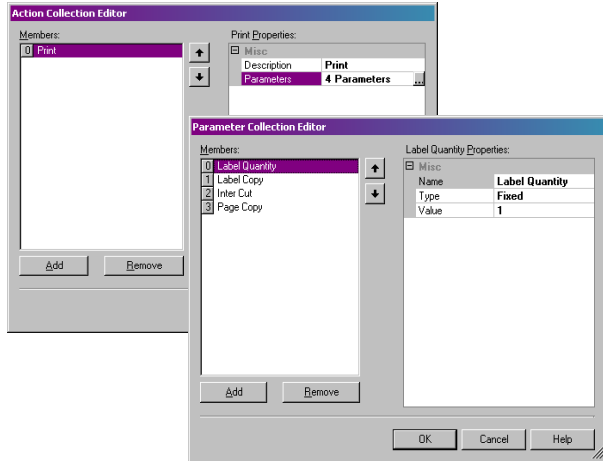 Action Collection Editor
Members:
Print Properties:
0 Print
Misc
Description Print
Parameters 4 Parameters ...
Add
Remove
Parameter Collection Editor
Members:
Label Quantity Properties:
0 Label Quantity
1 Label Copy
2 Inter Cut
3 Page Copy
Misc
Name Label Quantity
Type Fixed
Value 1
Add
Remove
OK
Cancel
Help